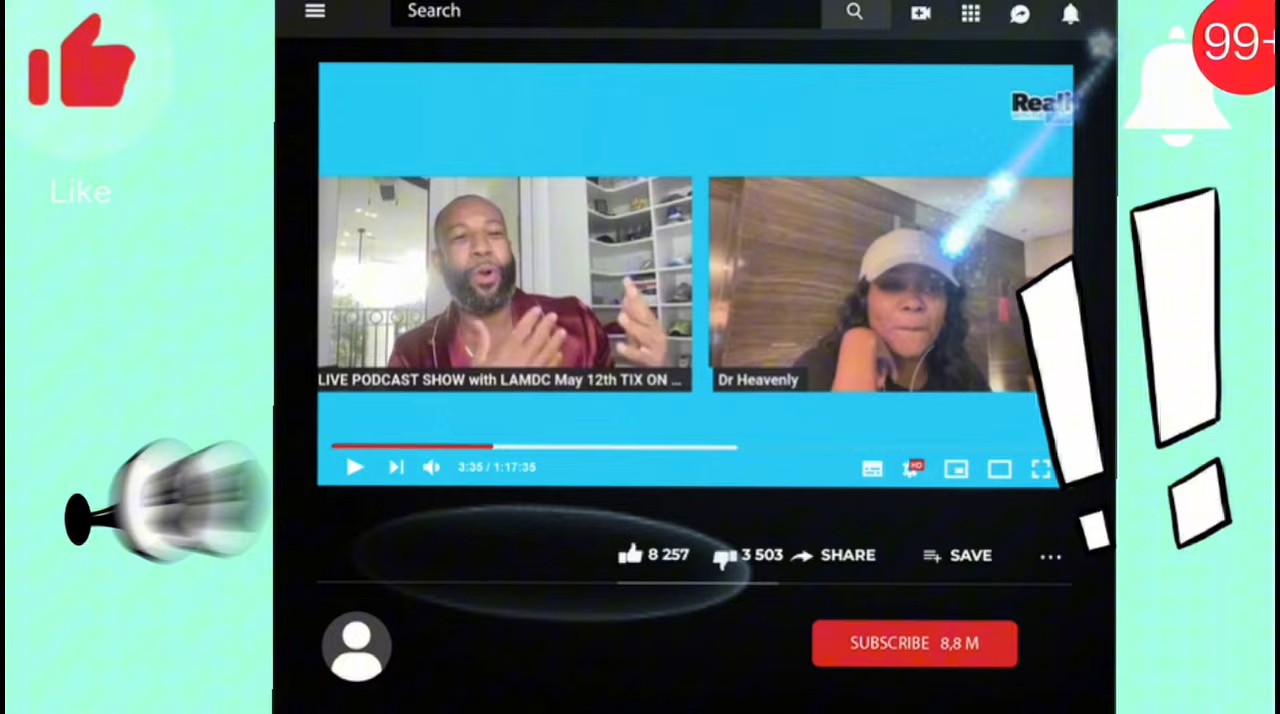 Search
99+
Like
LIVE PODCAST SHOW with LAMDC May 12th TIX ON ...
Dr Heavenly
3:35 / 1:17:35
HD
8 257
3 503
SHARE
SAVE
SUBSCRIBE 8,8 M